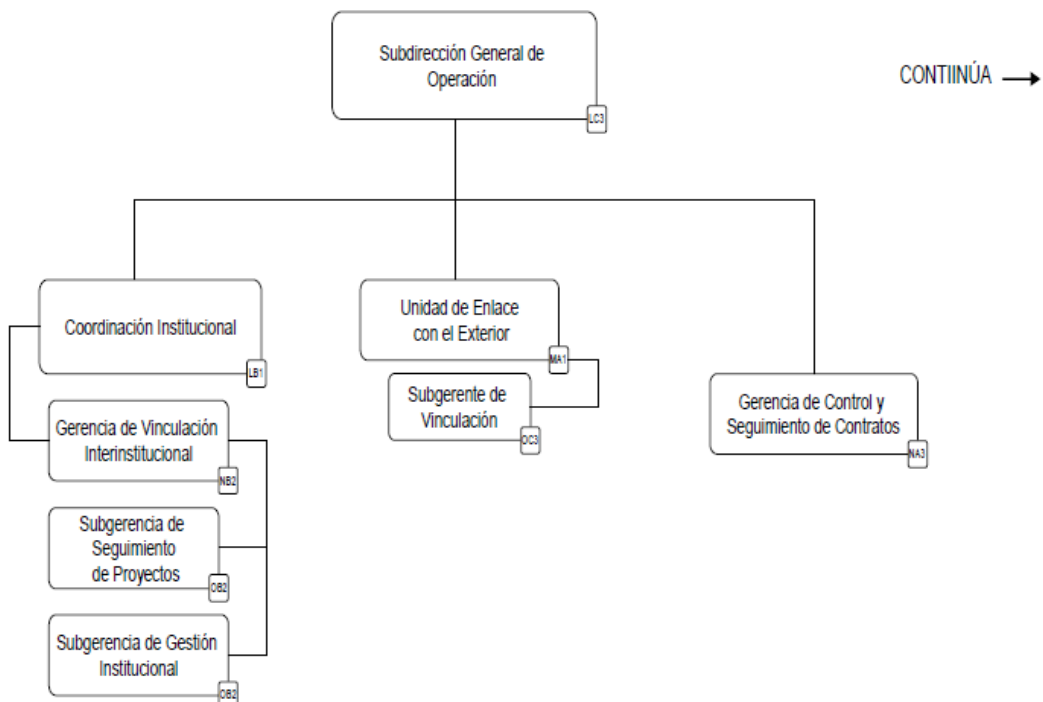 Subdirección General de
Operación
LC3
CONTIINÚA
Coordinación Institucional
LB1
Unidad de Enlace
con el Exterior
MA1
Subgerente de
Vinculación
OC3
Gerencia de Control y
Seguimiento de Contratos
NA3
Gerencia de Vinculación
Interinstitucional
NB2
Subgerencia de
Seguimiento
de Proyectos
OB2
Subgerencia de Gestión
Institucional
OB2